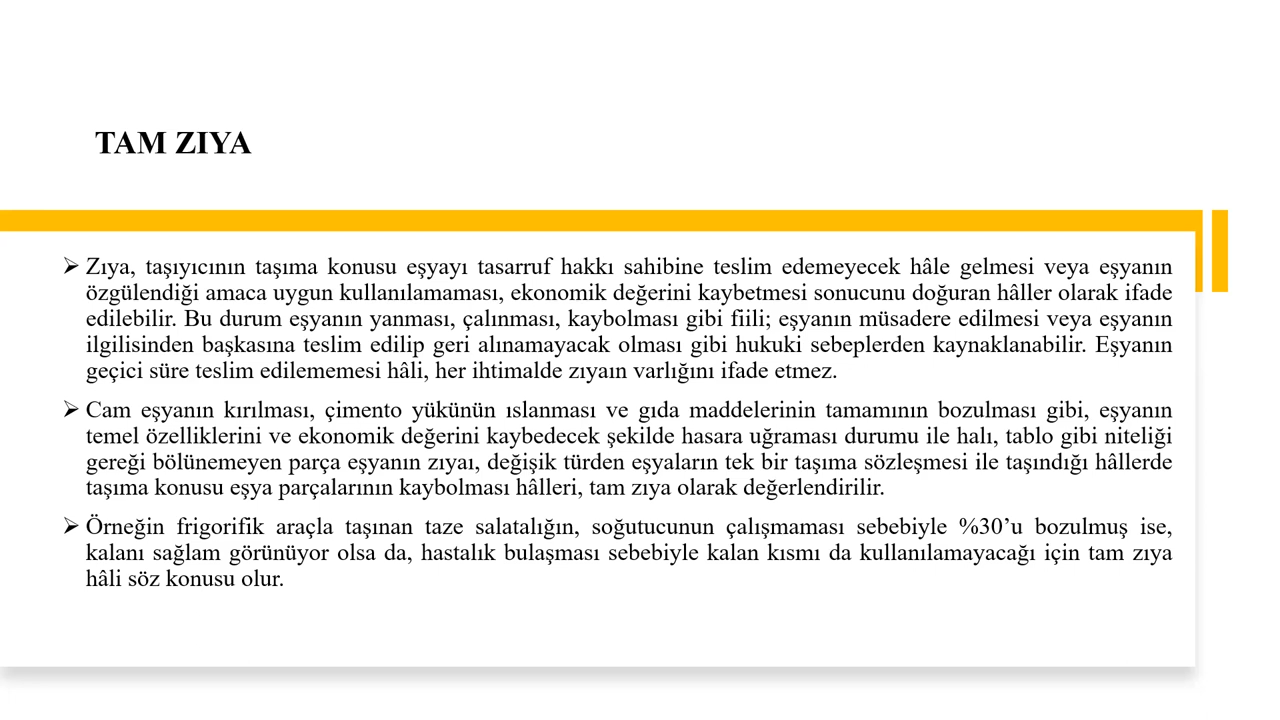 TAM ZIYA
➢ Zıya, taşıyıcının taşıma konusu eşyayı tasarruf hakkı sahibine teslim edemeyecek hâle gelmesi veya eşyanın
özgülendiği amaca uygun kullanılamaması, ekonomik değerini kaybetmesi sonucunu doğuran hâller olarak ifade
edilebilir. Bu durum eşyanın yanması, çalınması, kaybolması gibi fiili; eşyanın müsadere edilmesi veya eşyanın
ilgilisinden başkasına teslim edilip geri alınamayacak olması gibi hukuki sebeplerden kaynaklanabilir. Eşyanın
geçici süre teslim edilememesi hâli, her ihtimalde zıyaın varlığını ifade etmez.
➢ Cam eşyanın kırılması, çimento yükünün ıslanması ve gıda maddelerinin tamamının bozulması gibi, eşyanın
temel özelliklerini ve ekonomik değerini kaybedecek şekilde hasara uğraması durumu ile halı, tablo gibi niteliği
gereği bölünemeyen parça eşyanın zıyaı, değişik türden eşyaların tek bir taşıma sözleşmesi ile taşındığı hâllerde
taşıma konusu eşya parçalarının kaybolması hâlleri, tam zıya olarak değerlendirilir.
➢ Örneğin frigorifik araçla taşınan taze salatalığın, soğutucunun çalışmaması sebebiyle %30’u bozulmuş ise,
kalanı sağlam görünüyor olsa da, hastalık bulaşması sebebiyle kalan kısmı da kullanılamayacağı için tam zıya
hâli söz konusu olur.